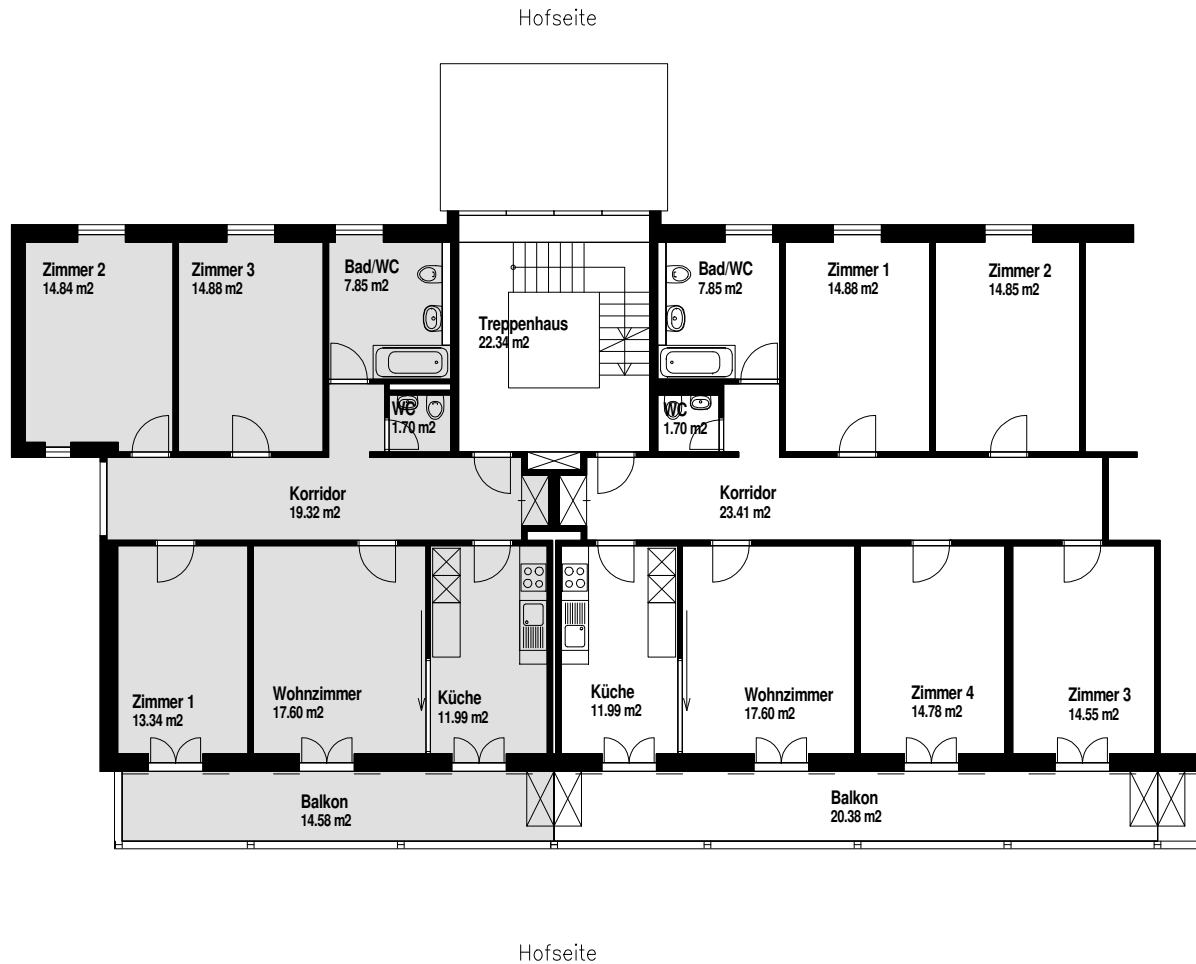 Hofseite
Zimmer 2
14.84 m2
Zimmer 3
14.88 m2
Bad/WC
7.85 m2
Treppenhaus
22.34 m2
Bad/WC
7.85 m2
Zimmer 1
14.88 m2
Zimmer 2
14.85 m2
WC
1.70 m2
WC
1.70 m2
Korridor
19.32 m2
Korridor
23.41 m2
Zimmer 1
13.34 m2
Wohnzimmer
17.60 m2
Küche
11.99 m2
Küche
11.99 m2
Wohnzimmer
17.60 m2
Zimmer 4
14.78 m2
Zimmer 3
14.55 m2
Balkon
14.58 m2
Balkon
20.38 m2
Hofseite